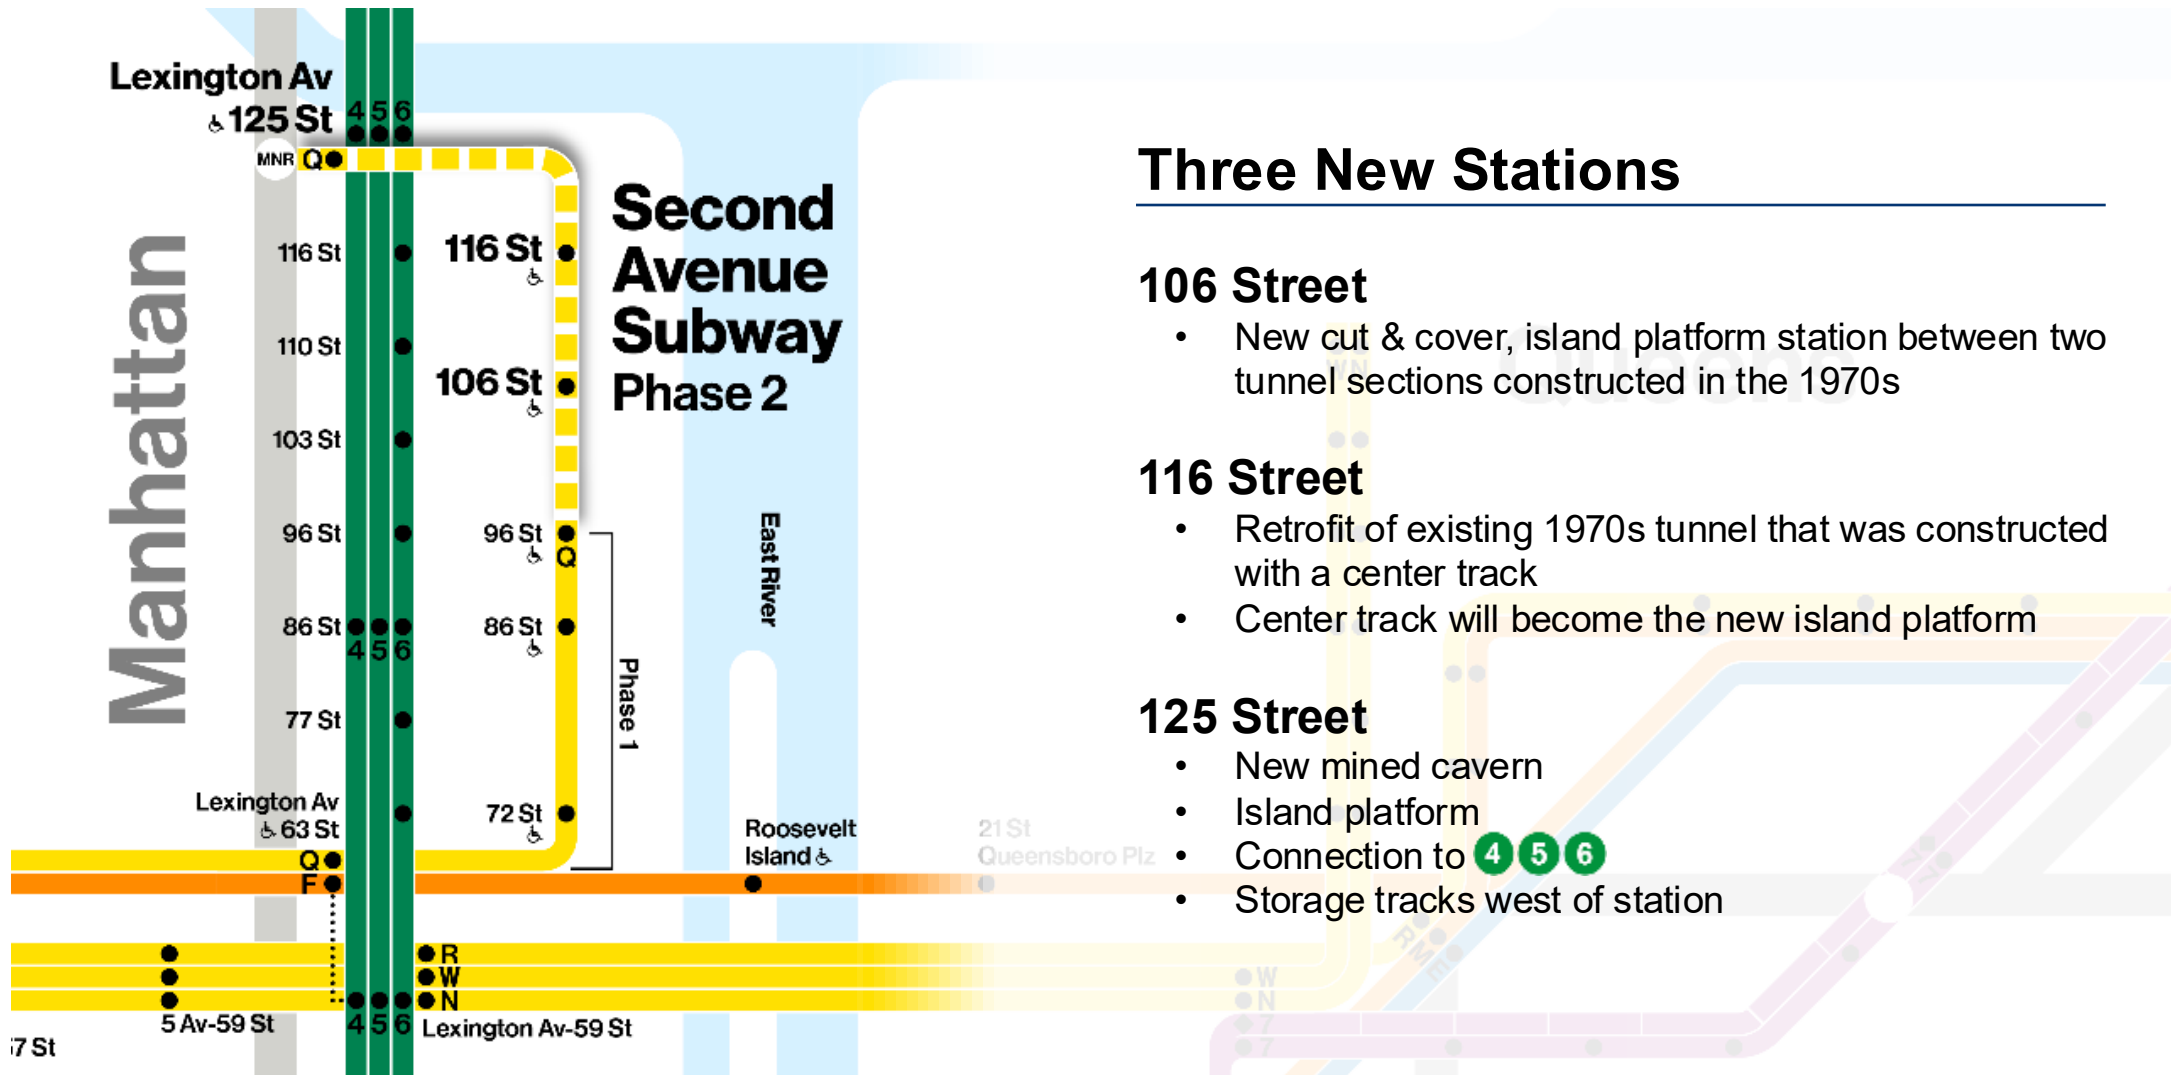 Lexington Av
125 St
4 5 6
MNR Q
Manhattan
116 St
110 St
103 St
96 St
86 St
4 5 6
77 St
Lexington Av
63 St
Q
F
116 St
106 St
96 St
Q
86 St
72 St
Phase 1
Second
Avenue
Subway
Phase 2
East River
Roosevelt
Island
21 St
Queensboro Plz
R
W
N
5 Av-59 St
4 5 6
Lexington Av-59 St
7 St
Three New Stations
106 Street
• New cut & cover, island platform station between two
tunnel sections constructed in the 1970s
116 Street
• Retrofit of existing 1970s tunnel that was constructed
with a center track
• Center track will become the new island platform
125 Street
• New mined cavern
• Island platform
• Connection to 4 5 6
• Storage tracks west of station
Queens
W N
R M E
W
N
7
7